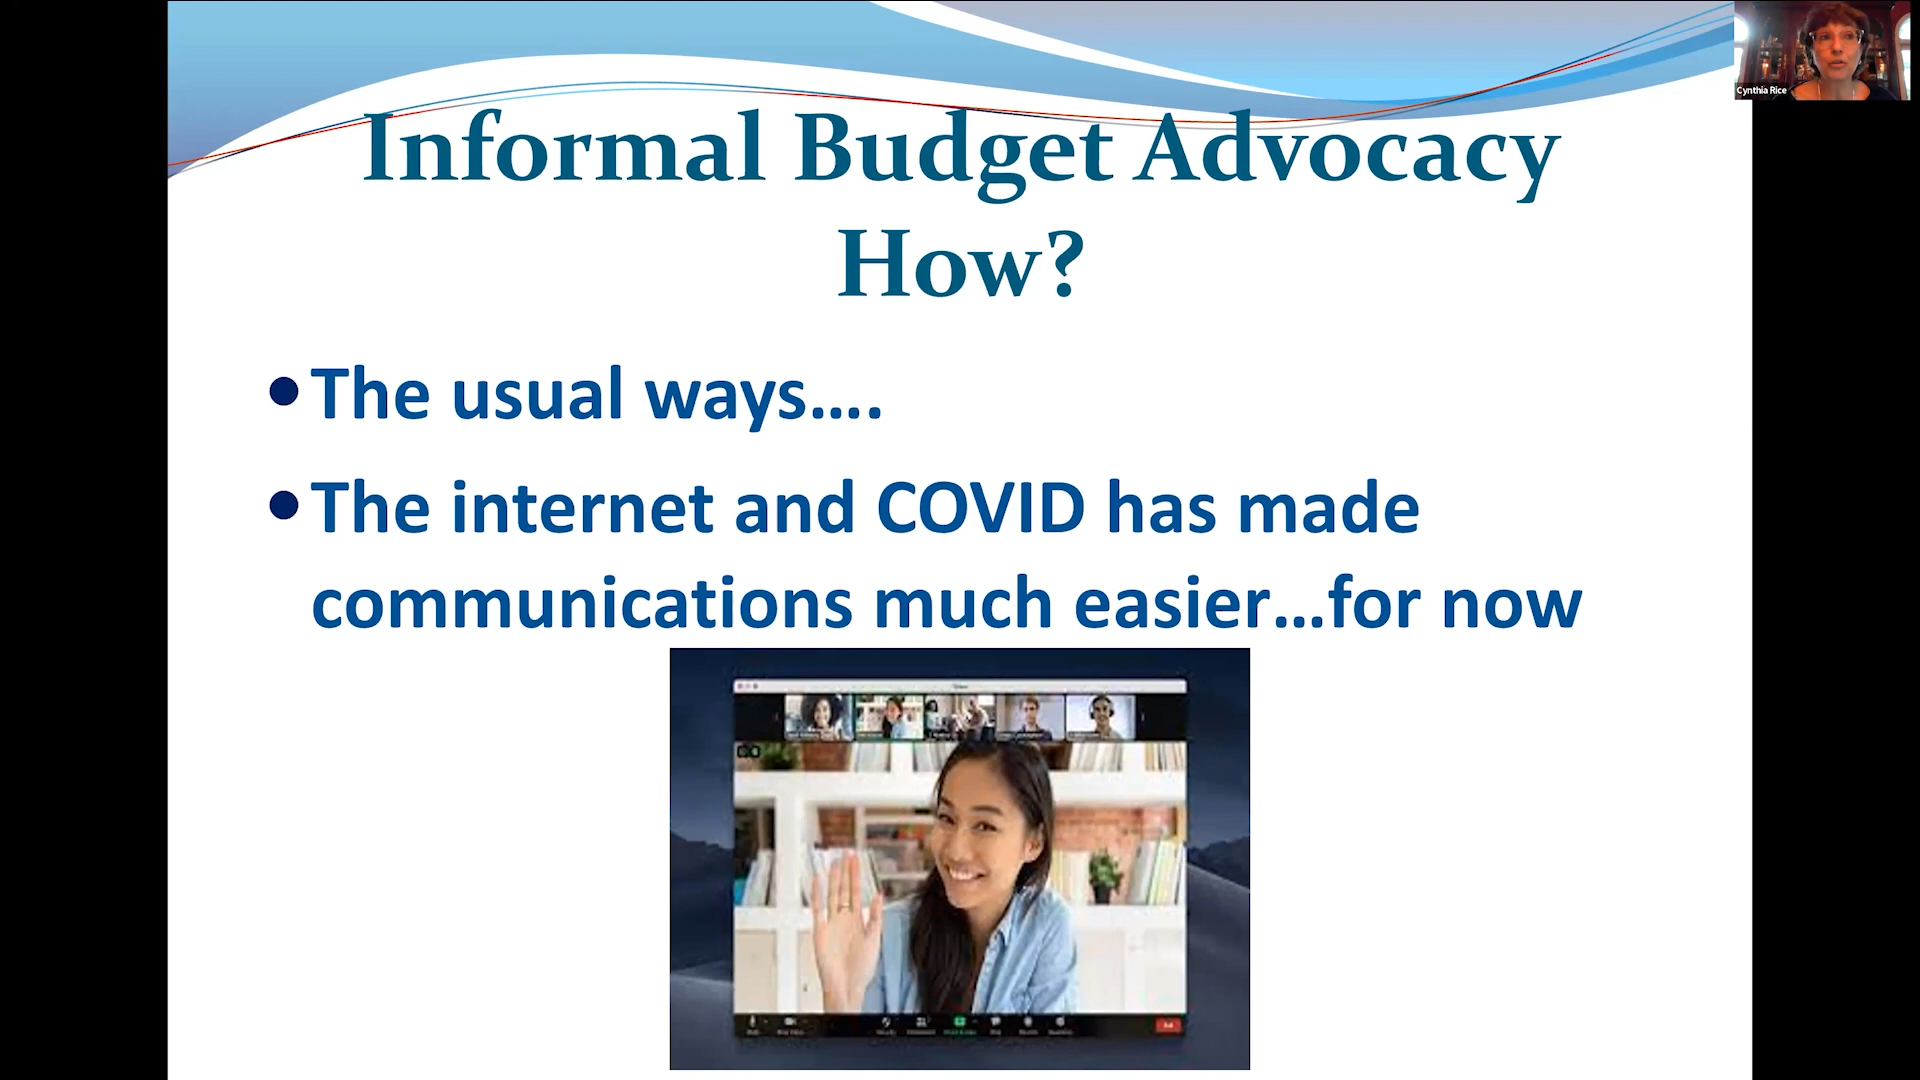 Cynthia Rice
Informal Budget Advocacy
How?
•The usual ways….
•The internet and COVID has made
communications much easier…for now